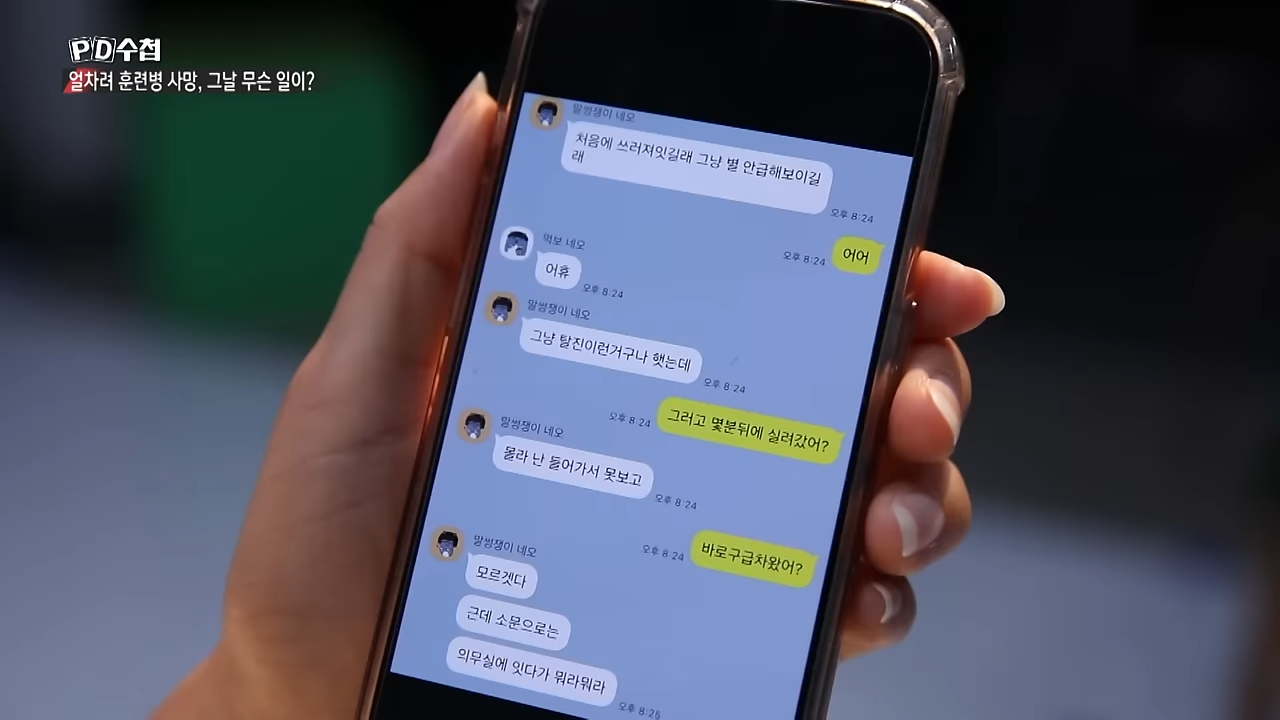 PD수첩
얼차려 훈련병 사망, 그날 무슨 일이?
말썽쟁이 네오
처음에 쓰러져잇길래 그냥 별 안급해보이길
래
오후 8:24
어어
오후 8:24
먹보 네오
어휴
오후 8:24
말썽쟁이 네오
그냥 탈진이런거구나 햇는데
오후 8:24
그러고 몇분뒤에 실려갔어?
오후 8:24
말썽쟁이 네오
몰라 난 들어가서 못보고
오후 8:24
바로구급차왔어?
오후 8:24
말썽쟁이 네오
모르겟다
근데 소문으로는
의무실에 잇다가 뭐라뭐라
오후 8:25